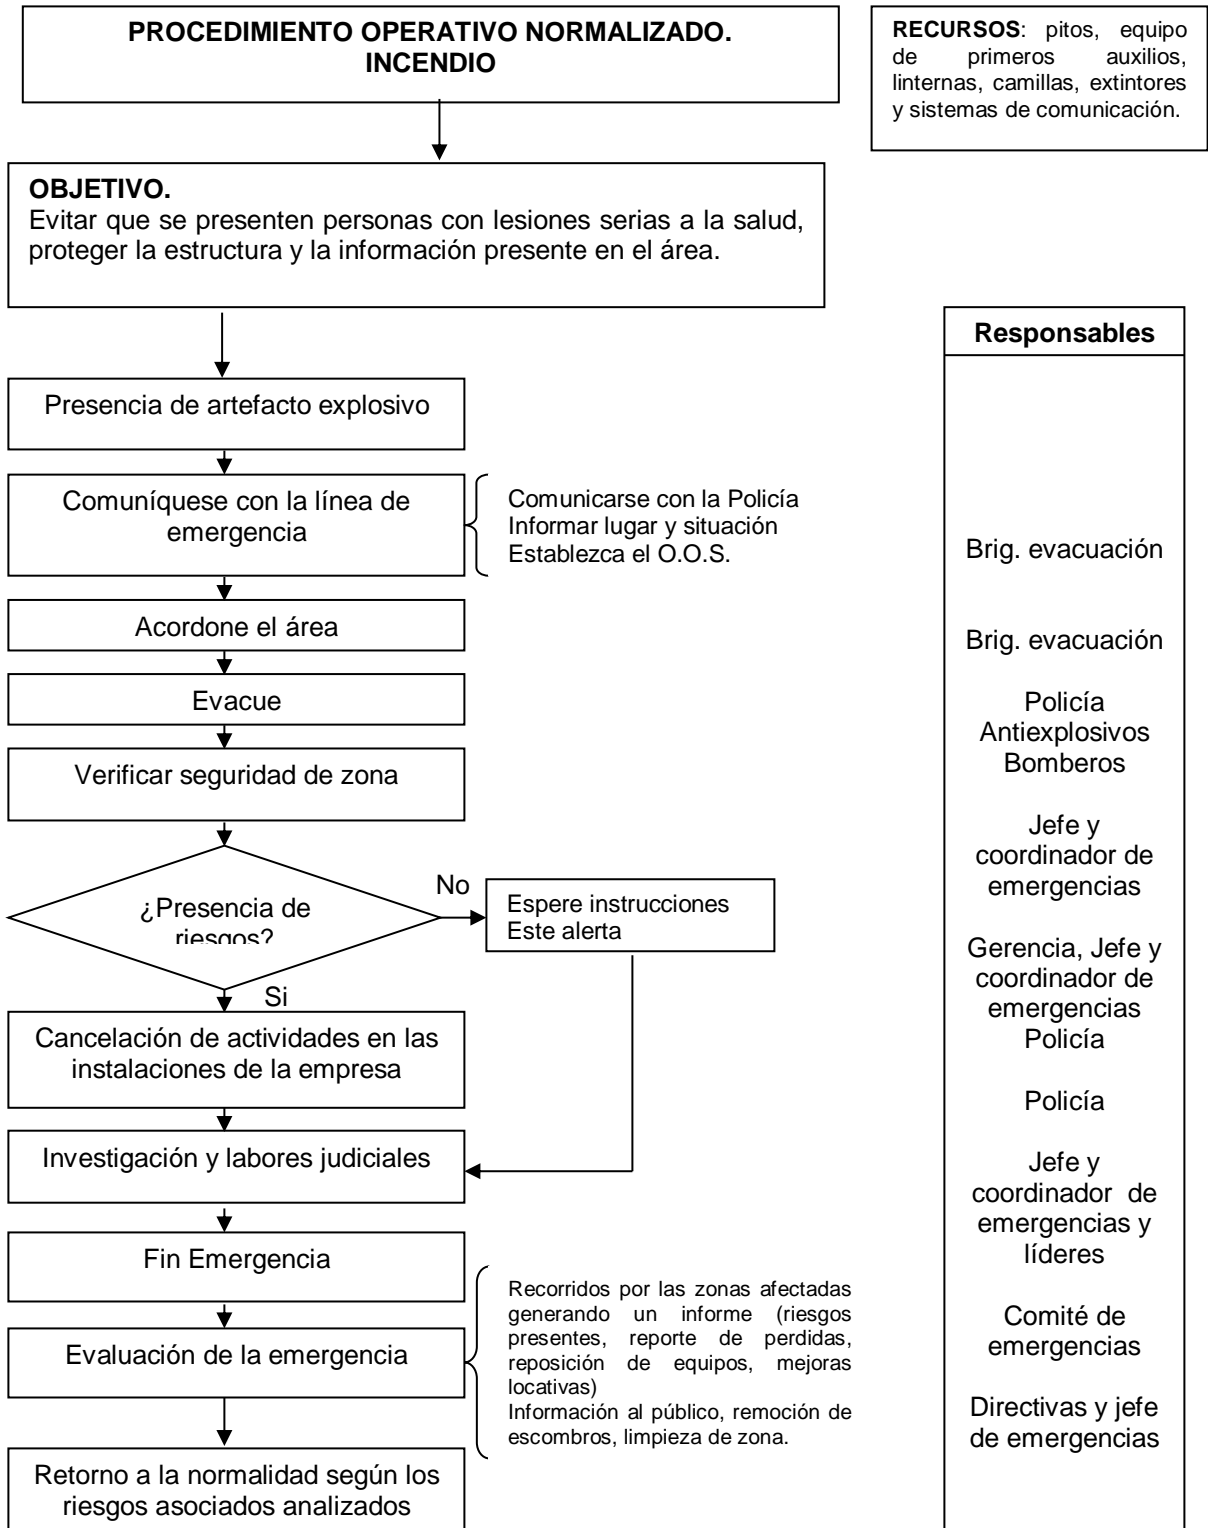 PROCEDIMIENTO OPERATIVO NORMALIZADO.
INCENDIO
RECURSOS: pitos, equipo
de primeros auxilios,
linternas, camillas, extintores
y sistemas de comunicación.
OBJETIVO.
Evitar que se presenten personas con lesiones serias a la salud,
proteger la estructura y la información presente en el área.
Presencia de artefacto explosivo
Comuníquese con la línea de
emergencia
Comunicarse con la Policía
Informar lugar y situación
Establezca el O.O.S.
Acordone el área
Evacue
Verificar seguridad de zona
¿Presencia de
riesgos?
No
Espere instrucciones
Este alerta
Si
Cancelación de actividades en las
instalaciones de la empresa
Investigación y labores judiciales
Fin Emergencia
Evaluación de la emergencia
Recorridos por las zonas afectadas
generando un informe (riesgos
presentes, reporte de perdidas,
reposición de equipos, mejoras
locativas)
Información al público, remoción de
escombros, limpieza de zona.
Retorno a la normalidad según los
riesgos asociados analizados
Responsables
Brig. evacuación
Brig. evacuación
Policía
Antiexplosivos
Bomberos
Jefe y
coordinador de
emergencias
Gerencia, Jefe y
coordinador de
emergencias
Policía
Policía
Jefe y
coordinador de
emergencias y
líderes
Comité de
emergencias
Directivas y jefe
de emergencias